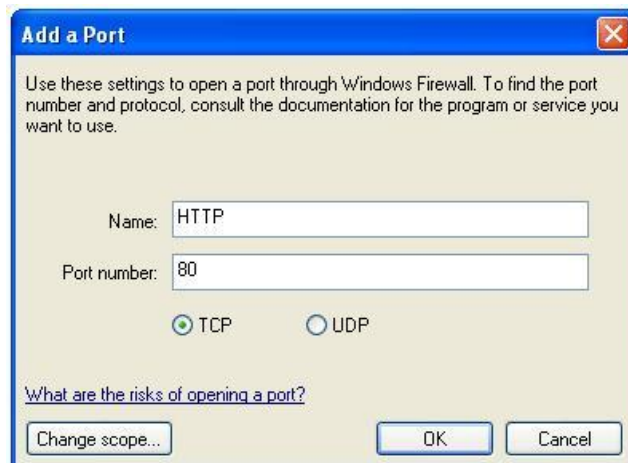 Add a Port
Use these settings to open a port through Windows Firewall. To find the port
number and protocol, consult the documentation for the program or service you
want to use.
Name: HTTP
Port number: 80
TCP UDP
What are the risks of opening a port?
Change scope... OK Cancel